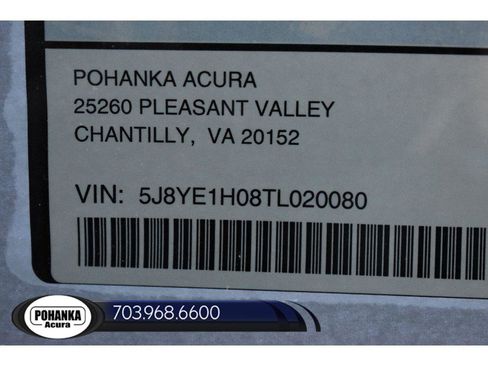 POHANKA ACURA
25260 PLEASANT VALLEY
CHANTILLY, VA 20152
VIN: 5J8YE1H08TL020080
POHANKA
Acura
703.968.6600